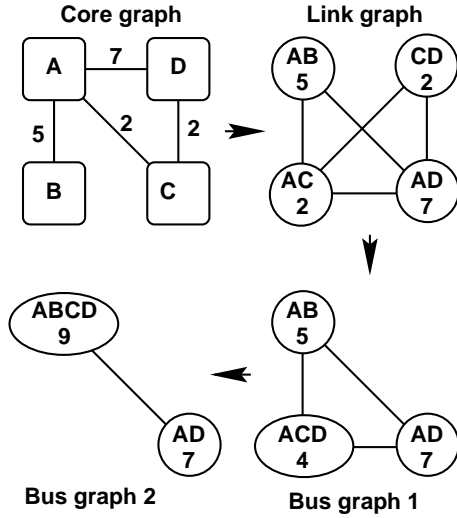 Core graph
Link graph
A
7
D
5
2
2
B
C
AB
5
CD
2
AC
2
AD
7
ABCD
9
AD
7
Bus graph 2
AB
5
ACD
4
AD
7
Bus graph 1